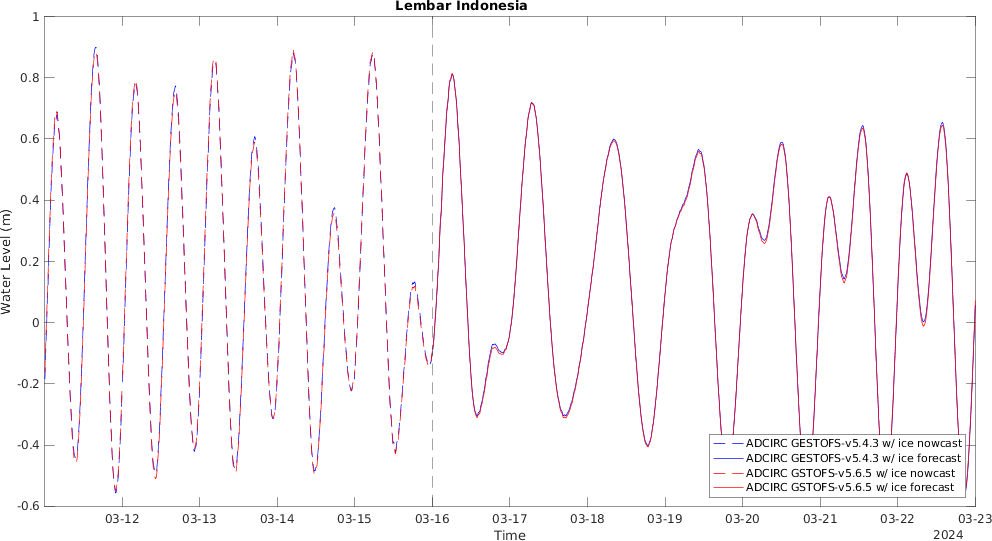 Lembar Indonesia
1
0.8
0.6
0.4
0.2
0
-0.2
-0.4
-0.6
Water Level (m)
ADCIRC GESTOFS-v5.4.3 w/ ice nowcast
ADCIRC GESTOFS-v5.4.3 w/ ice forecast
ADCIRC GSTOFS-v5.6.5 w/ ice nowcast
ADCIRC GSTOFS-v5.6.5 w/ ice forecast
03-12 03-13 03-14 03-15 03-16 03-17 03-18 03-19 03-20 03-21 03-22 03-23
Time
2024